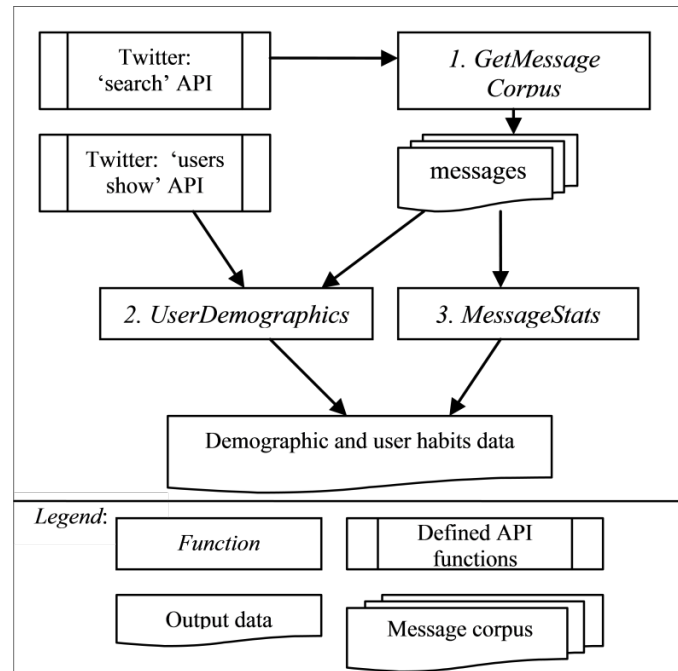 Twitter:
‘search’ API
1. GetMessage
Corpus
Twitter: ‘users
show’ API
messages
2. UserDemographics
3. MessageStats
Demographic and user habits data
Legend:
Function
Defined API
functions
Output data
Message corpus